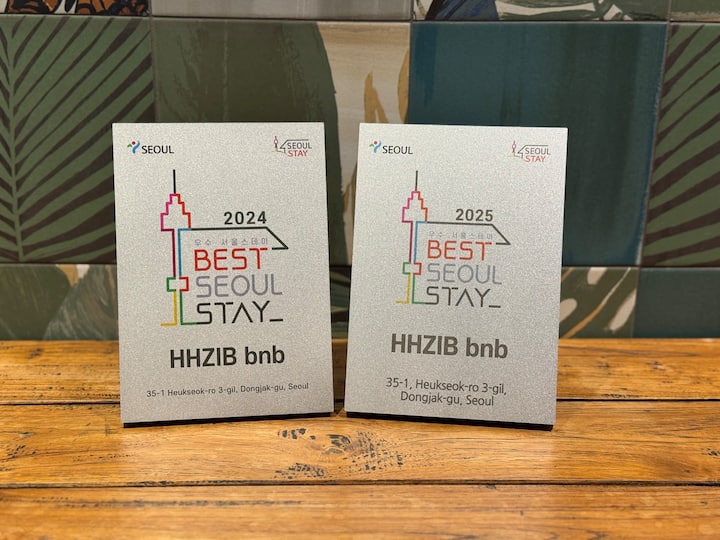 SEOUL
SEOUL
STAY
2024
우수 서울스테이
BEST
SEOUL
STAY_
HHZIB bnb
35-1 Heukseok-ro 3-gil, Dongjak-gu, Seoul
SEOUL
SEOUL
STAY
2025
우수 서울스테이
BEST
SEOUL
STAY_
HHZIB bnb
35-1, Heukseok-ro 3-gil,
Dongjak-gu, Seoul